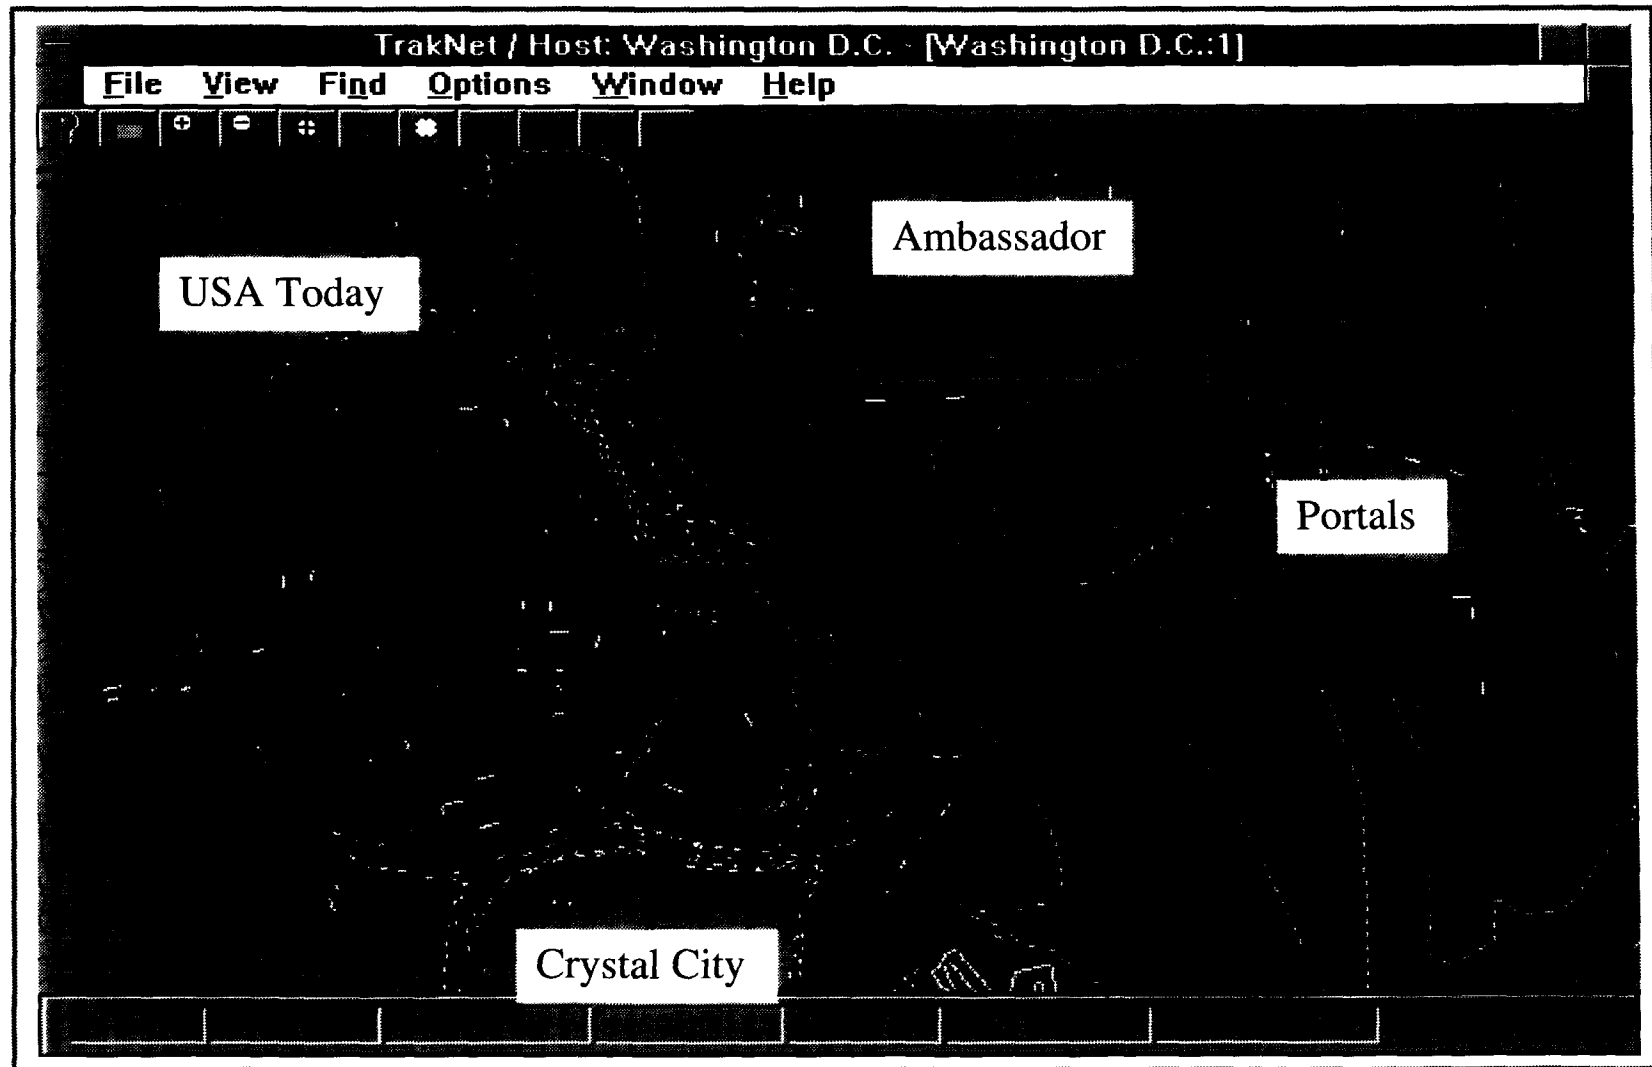 TrakNet / Host: Washington D.C. - [Washington D.C.:1]
File View Find Options Window Help
Ambassador
USA Today
Portals
Crystal City